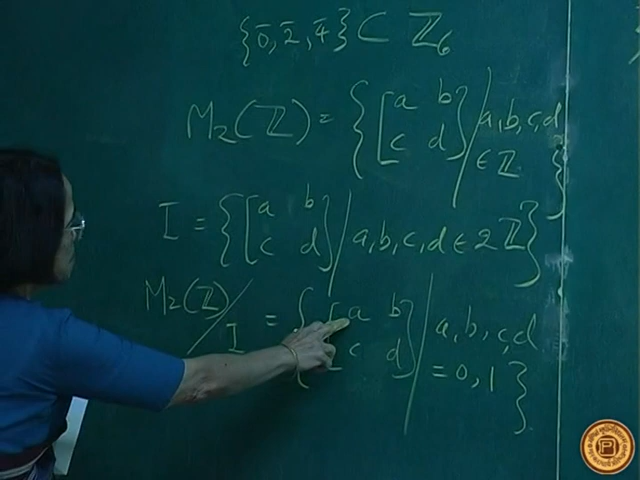 {0̄, 2̄, 4̄} ⊂ ℤ₆
M₂(ℤ) = {[a b c d] | a, b, c, d ∈ ℤ}
I = {[a b c d] | a, b, c, d ∈ 2ℤ}
M₂(ℤ)/I = {[a b c d] | a, b, c, d = 0, 1}